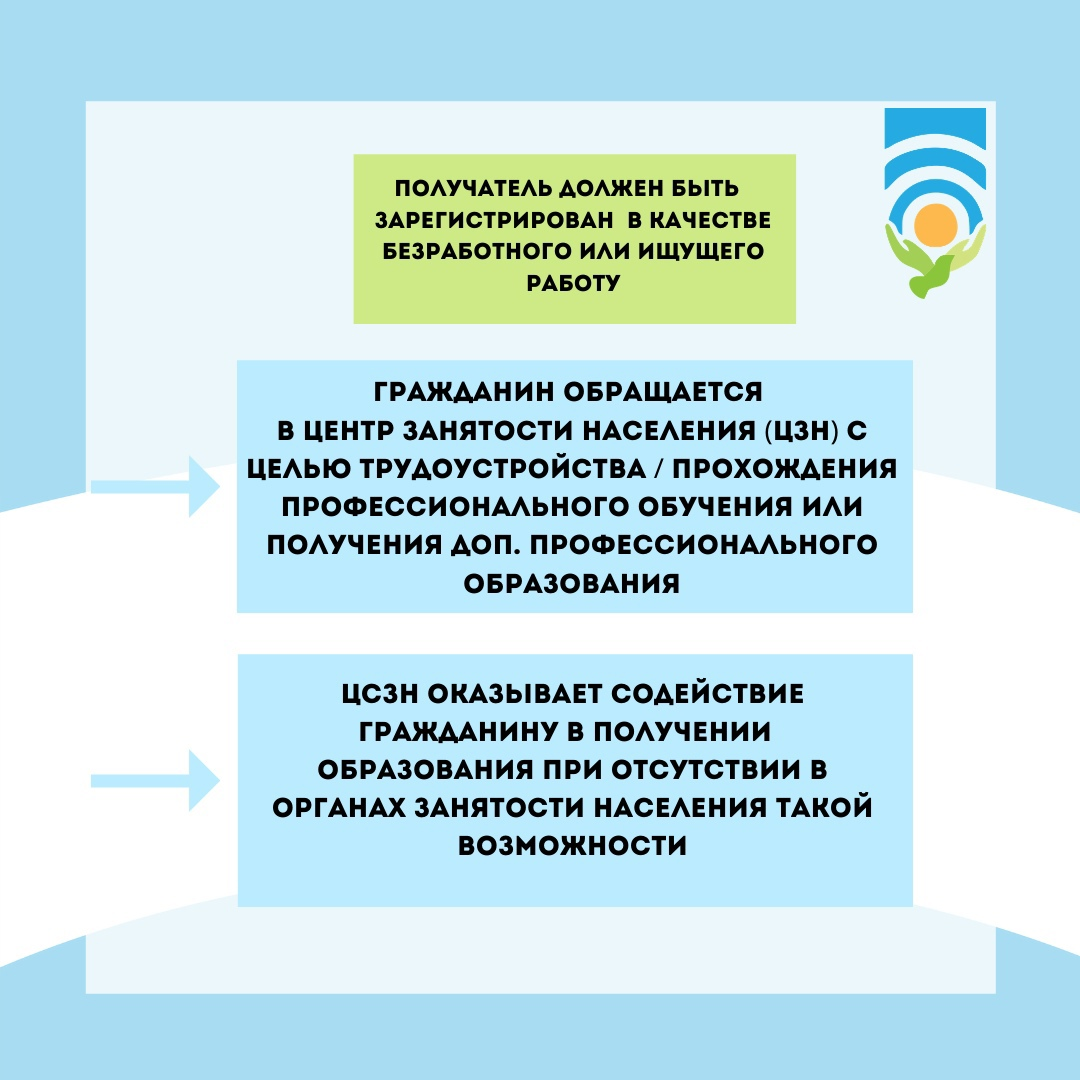 ПОЛУЧАТЕЛЬ ДОЛЖЕН БЫТЬ
ЗАРЕГИСТРИРОВАН В КАЧЕСТВЕ
БЕЗРАБОТНОГО ИЛИ ИЩУЩЕГО
РАБОТУ
ГРАЖДАНИН ОБРАЩАЕТСЯ
В ЦЕНТР ЗАНЯТОСТИ НАСЕЛЕНИЯ (ЦЗН) С
ЦЕЛЬЮ ТРУДОУСТРОЙСТВА / ПРОХОЖДЕНИЯ
ПРОФЕССИОНАЛЬНОГО ОБУЧЕНИЯ ИЛИ
ПОЛУЧЕНИЯ ДОП. ПРОФЕССИОНАЛЬНОГО
ОБРАЗОВАНИЯ
ЦСЗН ОКАЗЫВАЕТ СОДЕЙСТВИЕ
ГРАЖДАНИНУ В ПОЛУЧЕНИИ
ОБРАЗОВАНИЯ ПРИ ОТСУТСТВИИ В
ОРГАНАХ ЗАНЯТОСТИ НАСЕЛЕНИЯ ТАКОЙ
ВОЗМОЖНОСТИ